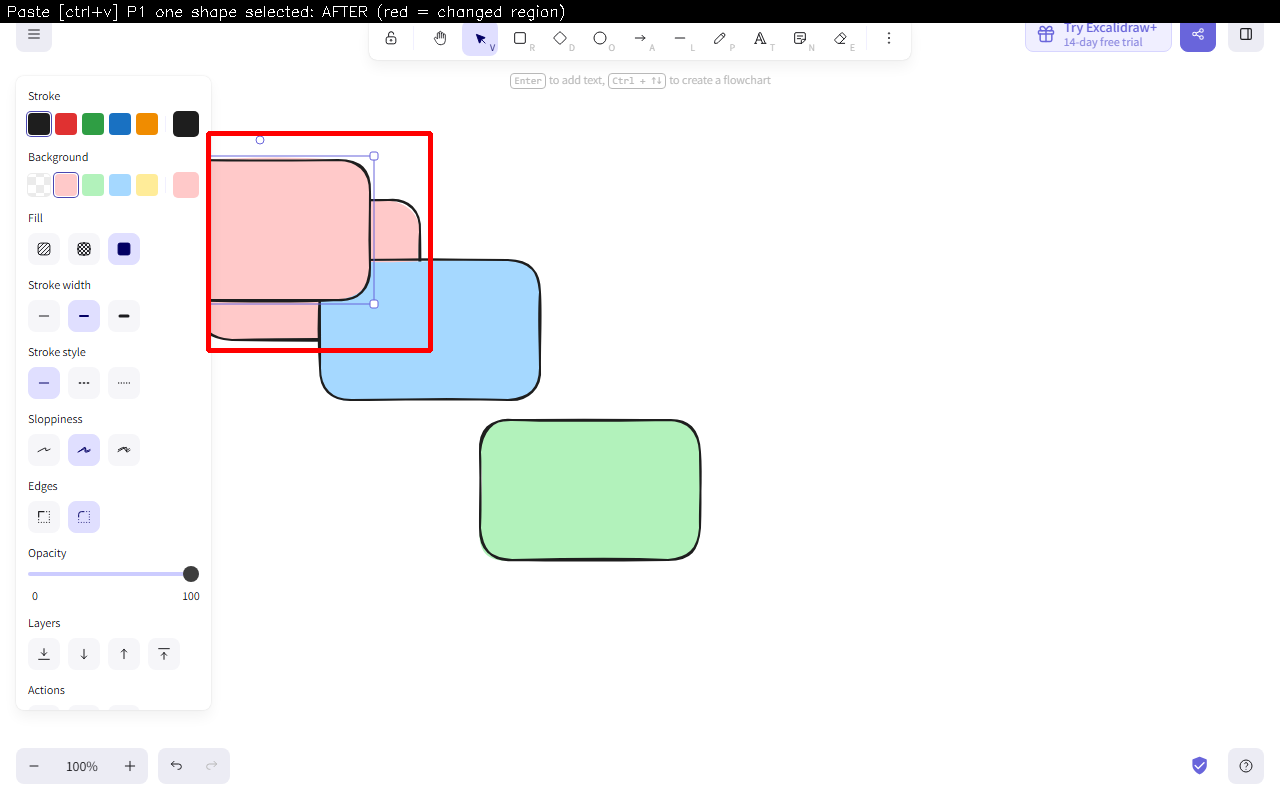 Paste [ctrl+v] P1 one shape selected: AFTER (red = changed region)
V
R
D
O
A
L
P
T
N
E
Try Excalidraw+
14-day free trial
Enter to add text, Ctrl + ↑↓ to create a flowchart
Stroke
Background
Fill
Stroke width
Stroke style
Sloppiness
Edges
Opacity
0 100
Layers
Actions
100%